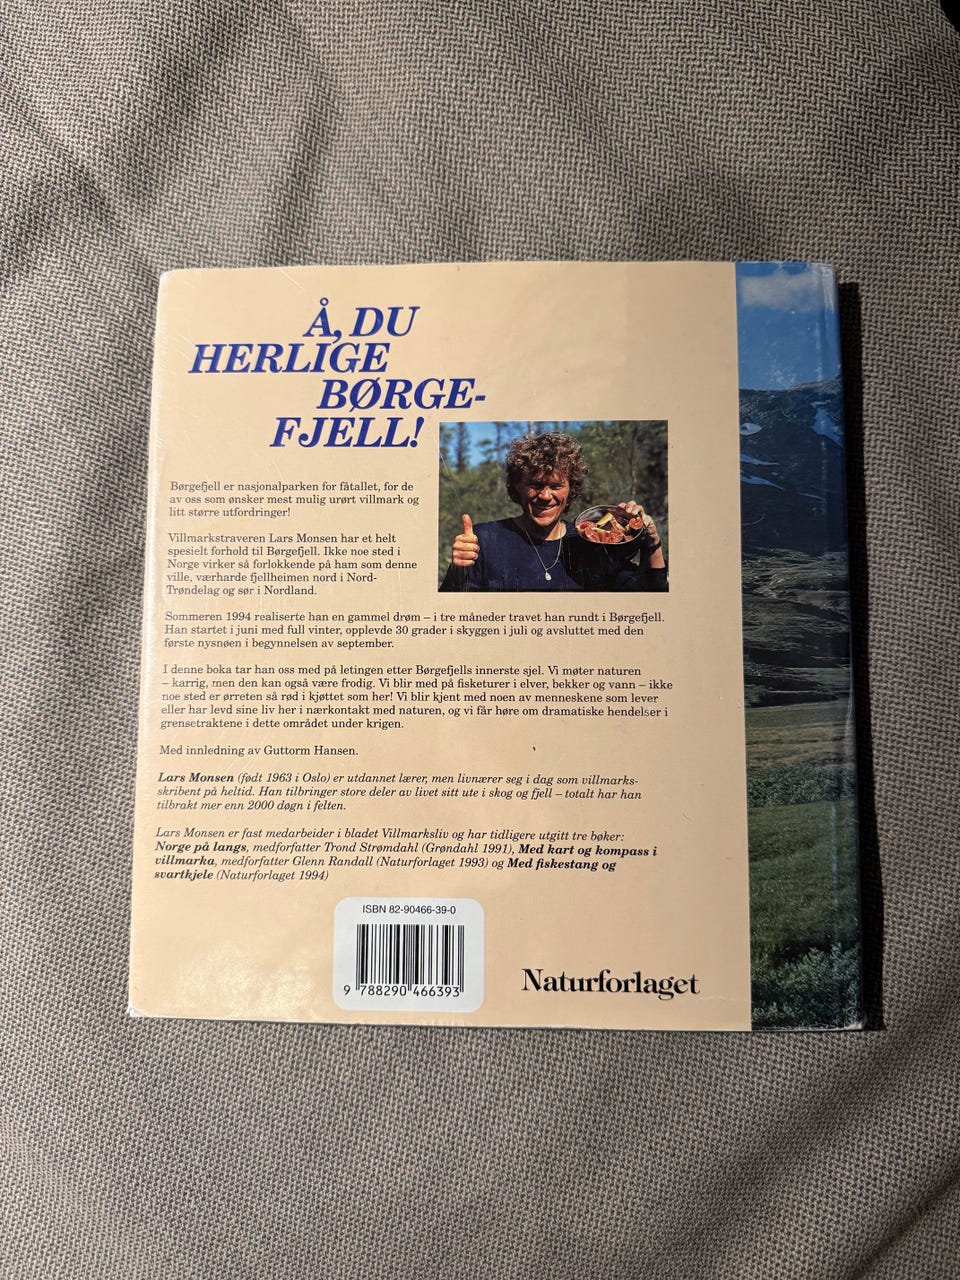 Å, DU
HERLIGE
BØRGE-
FJELL!
Børgefjell er nasjonalparken for fåtallet, for de
av oss som ønsker mest mulig urørt villmark og
litt større utfordringer!
Villmarkstraveren Lars Monsen har et helt
spesielt forhold til Børgefjell. Ikke noe sted i
Norge virker så forlokkende på ham som denne
ville, værharde fjellheimen nord i Nord-
Trøndelag og sør i Nordland.
Sommeren 1994 realiserte han en gammel drøm – i tre måneder travet han rundt i Børgefjell.
Han startet i juni med full vinter, opplevde 30 grader i skyggen i juli og avsluttet med den
første nysnøen i begynnelsen av september.
I denne boka tar han oss med på letingen etter Børgefjells innerste sjel. Vi møter naturen
– karrig, men den kan også være frodig. Vi blir med på fisketurer i elver, bekker og vann – ikke
noe sted er ørreten så rød i kjøttet som her! Vi blir kjent med noen av menneskene som lever
eller har levd sine liv her i nærkontakt med naturen, og vi får høre om dramatiske hendelser i
grensetraktene i dette området under krigen.
Med innledning av Guttorm Hansen.
Lars Monsen (født 1963 i Oslo) er utdannet lærer, men livnærer seg i dag som villmarks-
skribent på heltid. Han tilbringer store deler av livet sitt ute i skog og fjell – totalt har han
tilbrakt mer enn 2000 døgn i felten.
Lars Monsen er fast medarbeider i bladet Villmarksliv og har tidligere utgitt tre bøker:
Norge på langs, medforfatter Trond Strømdahl (Grøndahl 1991), Med kart og kompass i
villmarka, medforfatter Glenn Randall (Naturforlaget 1993) og Med fiskestang og
svartkjele (Naturforlaget 1994)
ISBN 82-90466-39-0
9 788290 466393
Naturforlaget